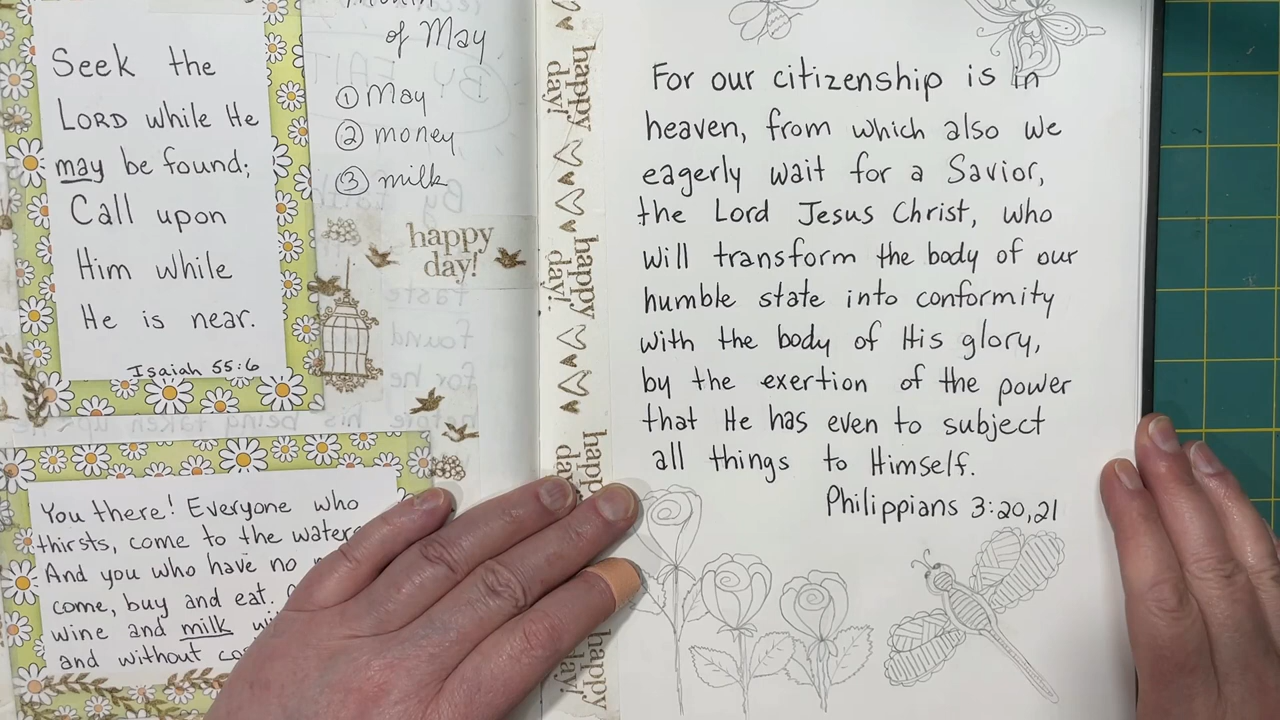 Seek the
LORD while He
may be found;
Call upon
Him while
He is near.
Isaiah 55:6
You there! Everyone who
thirsts, come to the
And you who have no
come, buy and eat.
wine and milk
and without
of May
① May
② money
③ milk
happy
day!
happy
day!
happy
day!
happy
happy
day!
For our citizenship is in
heaven, from which also we
eagerly wait for a Savior,
the Lord Jesus Christ, who
will transform the body of our
humble state into conformity
with the body of His glory,
by the exertion of the power
that He has even to subject
all things to Himself.
Philippians 3:20,21